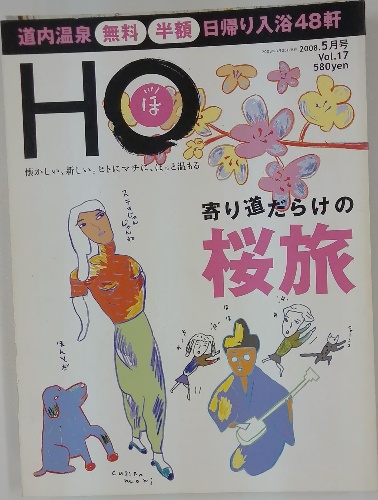 道内温泉 無料 半額 日帰り入浴48軒
2008.5月号
Vol.17
580yen
HO
ほ
懐かしい、新しい。ヒトにマチに、ほっと温まる
寄り道だらけの
桜旅